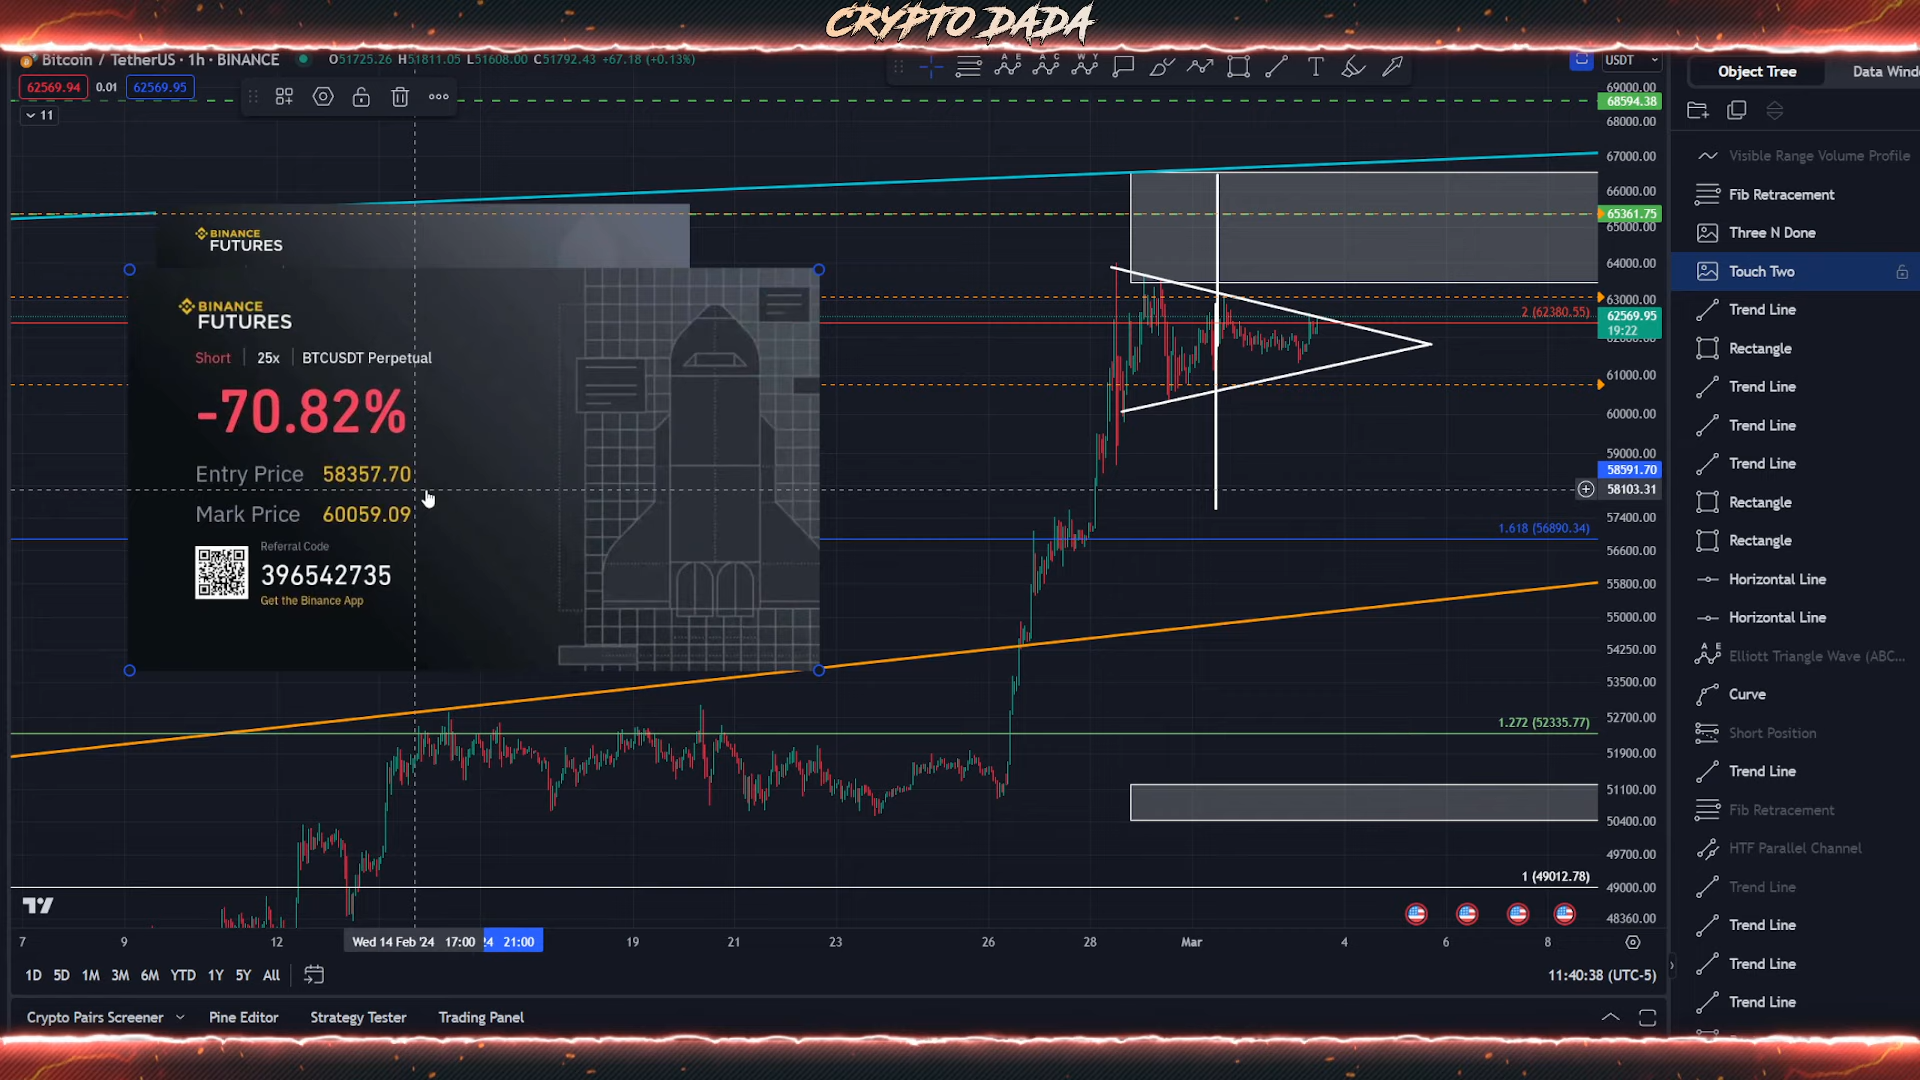 CRYPTO DADA
Bitcoin / TetherUS · 1h · BINANCE
O51725.26 H51811.05 L51608.00 C51792.43 +67.18 (+0.13%)
62569.94 0.01 62569.95
11
USDT
Object Tree
Data Wind
69000.00
68594.38
68000.00
67000.00
66000.00
65361.75
65000.00
64000.00
63000.00
2 (62380.55)
62569.95
19:22
61000.00
60000.00
59000.00
58591.70
58103.31
57400.00
1.618 (56890.34)
56600.00
55800.00
55000.00
54250.00
53500.00
52700.00
1.272 (52335.77)
51900.00
51100.00
50400.00
49700.00
1 (49012.78)
49000.00
48360.00
BINANCE
FUTURES
BINANCE
FUTURES
Short 25x BTCUSDT Perpetual
-70.82%
Entry Price 58357.70
Mark Price 60059.09
Referral Code
396542735
Get the Binance App
7 9 12 Wed 14 Feb '24 17:00 '24 21:00 19 21 23 26 28 Mar 4 6 8
1D 5D 1M 3M 6M YTD 1Y 5Y All
11:40:38 (UTC-5)
Crypto Pairs Screener Pine Editor Strategy Tester Trading Panel
Visible Range Volume Profile
Fib Retracement
Three N Done
Touch Two
Trend Line
Rectangle
Trend Line
Trend Line
Trend Line
Rectangle
Rectangle
Horizontal Line
Horizontal Line
Elliott Triangle Wave (ABC...
Curve
Short Position
Trend Line
Fib Retracement
HTF Parallel Channel
Trend Line
Trend Line
Trend Line
Trend Line